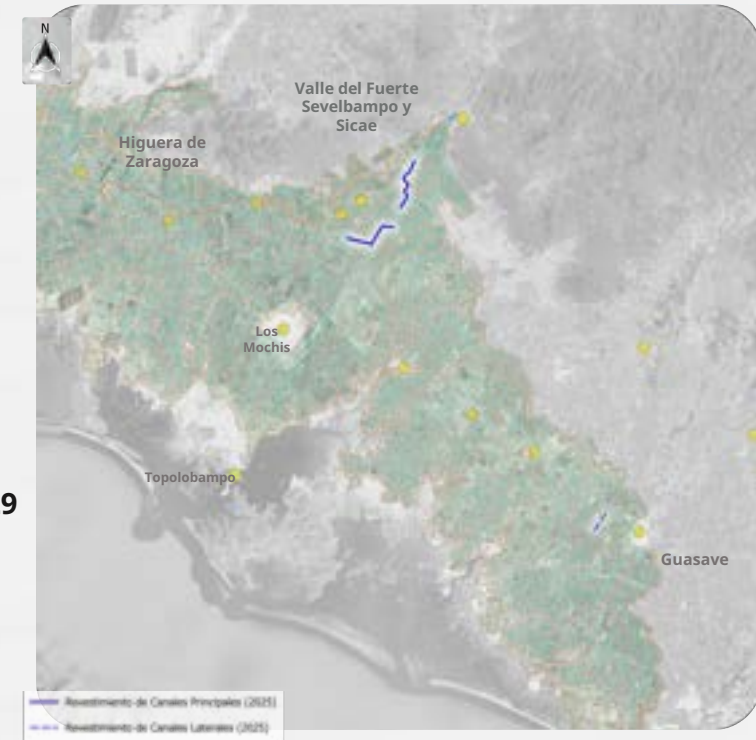 N
Valle del Fuerte
Sevelbampo y
Sicae
Higuera de
Zaragoza
Los
Mochis
Topolobampo
9
Guasave
Revestimiento de Canales Principales (2025)
Revestimiento de Canales Laterales (2025)